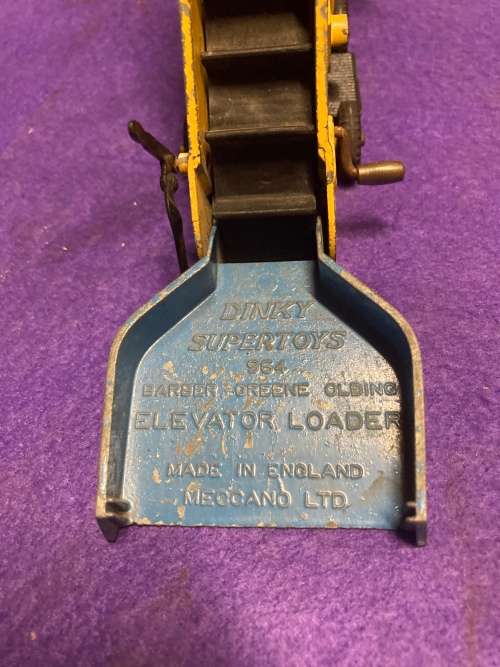 DINKY
SUPERTOYS
964
BARBER-GREENE OLDING
ELEVATOR LOADER
MADE IN ENGLAND
MECCANO LTD